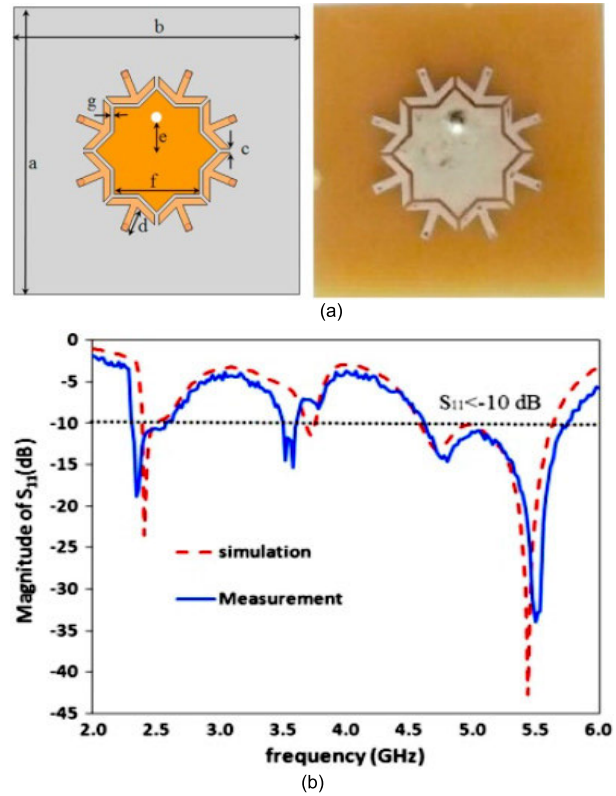 b
g
e
a
c
f
d
(a)
0
-5
-10
-15
-20
-25
-30
-35
-40
-45
S₁₁<-10 dB
simulation
Measurement
Magnitude of S₁₁(dB)
2.0 2.5 3.0 3.5 4.0 4.5 5.0 5.5 6.0
frequency (GHz)
(b)